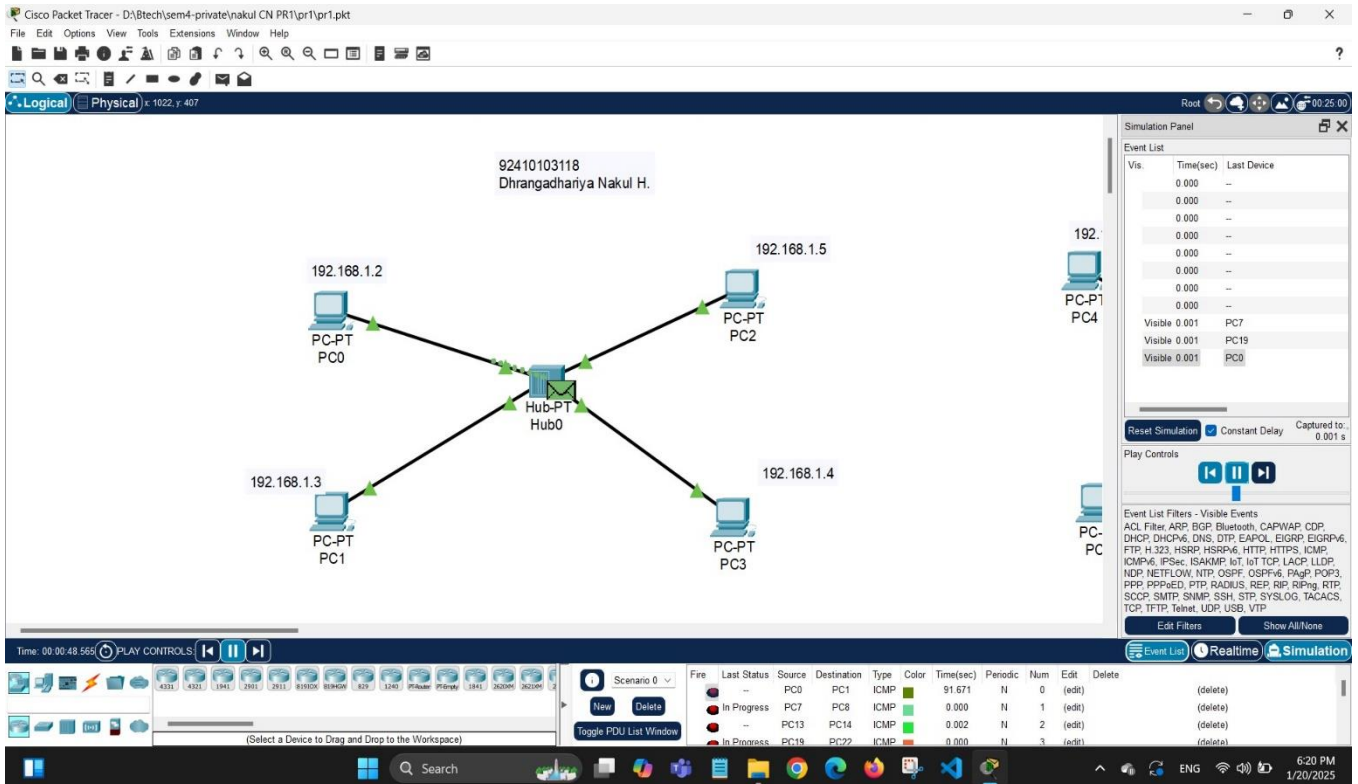 Cisco Packet Tracer - D:\Btech\sem4-private\nakul CN PR1\pr1\pr1.pkt
File Edit Options View Tools Extensions Window Help
?
Logical Physical x: 1022, y: 407 Root 00:25:00
92410103118
Dhrangadhariya Nakul H.
192.168.1.2
PC-PT
PC0
192.168.1.5
PC-PT
PC2
Hub-PT
Hub0
192.168.1.3
PC-PT
PC1
192.168.1.4
PC-PT
PC3
192.
PC-PT
PC4
PC-
PC
Simulation Panel
Event List
Vis. Time(sec) Last Device
0.000 --
0.000 --
0.000 --
0.000 --
0.000 --
0.000 --
0.000 --
0.000 --
Visible 0.001 PC7
Visible 0.001 PC19
Visible 0.001 PC0
Reset Simulation Constant Delay Captured to:
0.001 s
Play Controls
Event List Filters - Visible Events
ACL Filter, ARP, BGP, Bluetooth, CAPWAP, CDP,
DHCP, DHCPv6, DNS, DTP, EAPOL, EIGRP, EIGRPv6,
FTP, H.323, HSRP, HSRPv6, HTTP, HTTPS, ICMP,
ICMPv6, IPSec, ISAKMP, IoT, IoT TCP, LACP, LLDP,
NDP, NETFLOW, NTP, OSPF, OSPFv6, PAgP, POP3,
PPP, PPPoED, PTP, RADIUS, REP, RIP, RIPng, RTP,
SCCP, SMTP, SNMP, SSH, STP, SYSLOG, TACACS,
TCP, TFTP, Telnet, UDP, USB, VTP
Edit Filters Show All/None
Time: 00:00:48.565 PLAY CONTROLS:
Event List Realtime Simulation
4331 4321 1941 2901 2911 819IOX 819HGW 829 1240 PT-Router PT-Empty 1841 2620XM 2621XM 2
(Select a Device to Drag and Drop to the Workspace)
Scenario 0
New Delete
Toggle PDU List Window
Fire Last Status Source Destination Type Color Time(sec) Periodic Num Edit Delete
-- PC0 PC1 ICMP 91.671 N 0 (edit) (delete)
In Progress PC7 PC8 ICMP 0.000 N 1 (edit) (delete)
-- PC13 PC14 ICMP 0.002 N 2 (edit) (delete)
In Progress PC19 PC22 ICMP 0.000 N 3 (edit) (delete)
Search
ENG
6:20 PM
1/20/2025